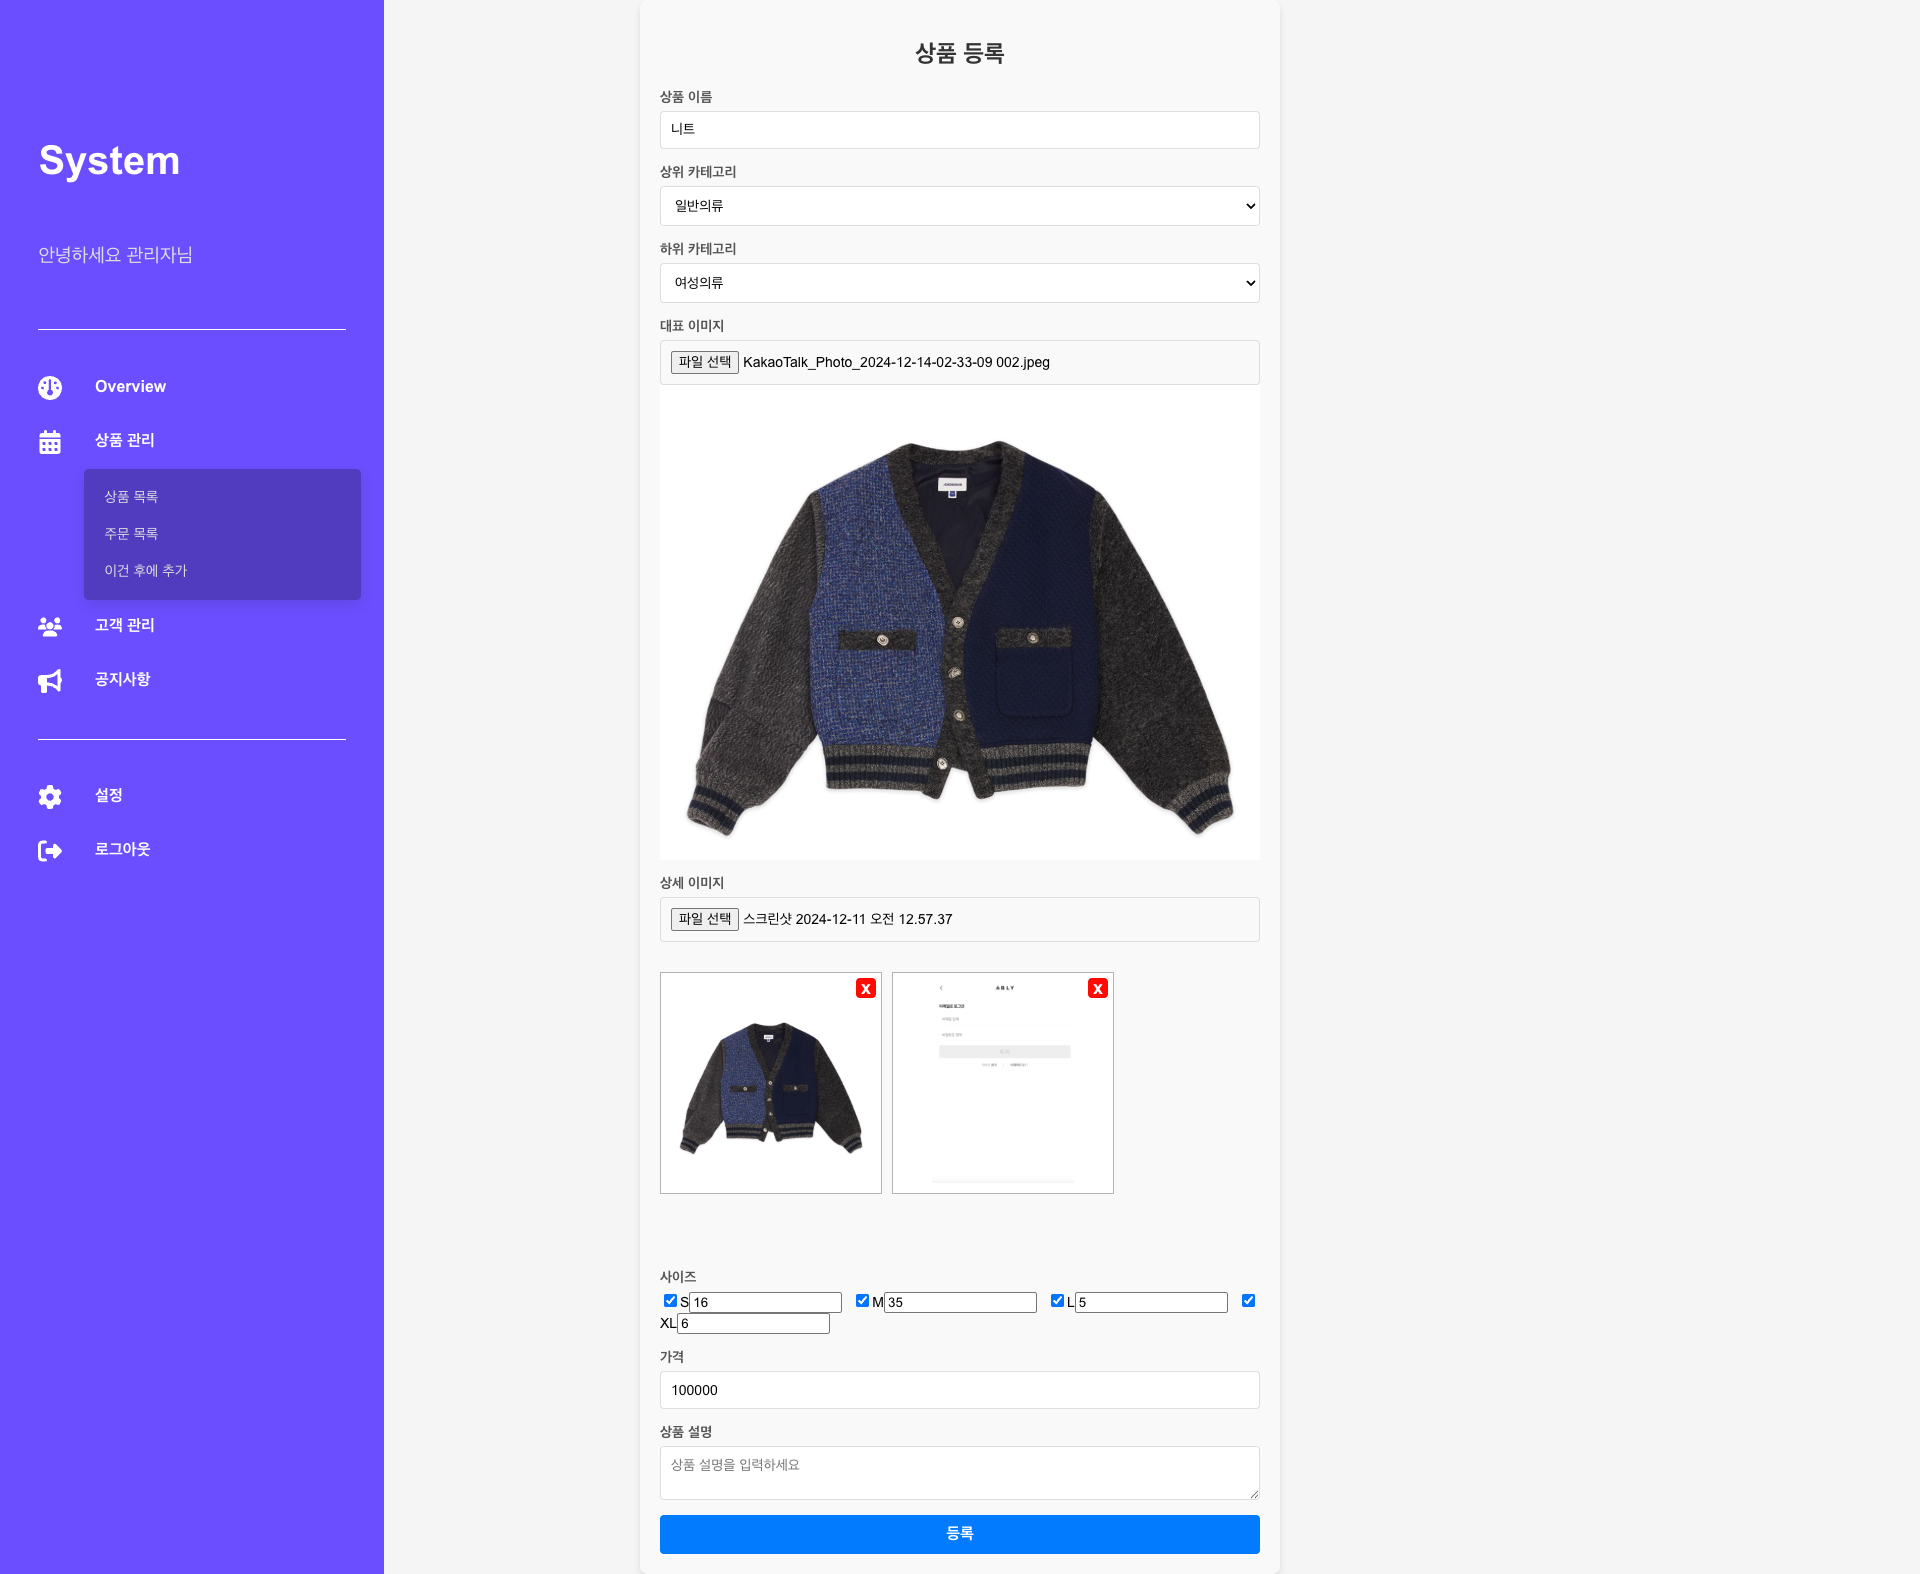 System
안녕하세요 관리자님
Overview
상품 관리
상품 목록
주문 목록
이건 후에 추가
고객 관리
공지사항
설정
로그아웃
상품 등록
상품 이름
니트
상위 카테고리
일반의류
하위 카테고리
여성의류
대표 이미지
파일 선택 KakaoTalk_Photo_2024-12-14-02-33-09 002.jpeg
상세 이미지
파일 선택 스크린샷 2024-12-11 오전 12.57.37
X
X
ABLY
사이즈
S 16 M 35 L 5
XL 6
가격
100000
상품 설명
상품 설명을 입력하세요
등록